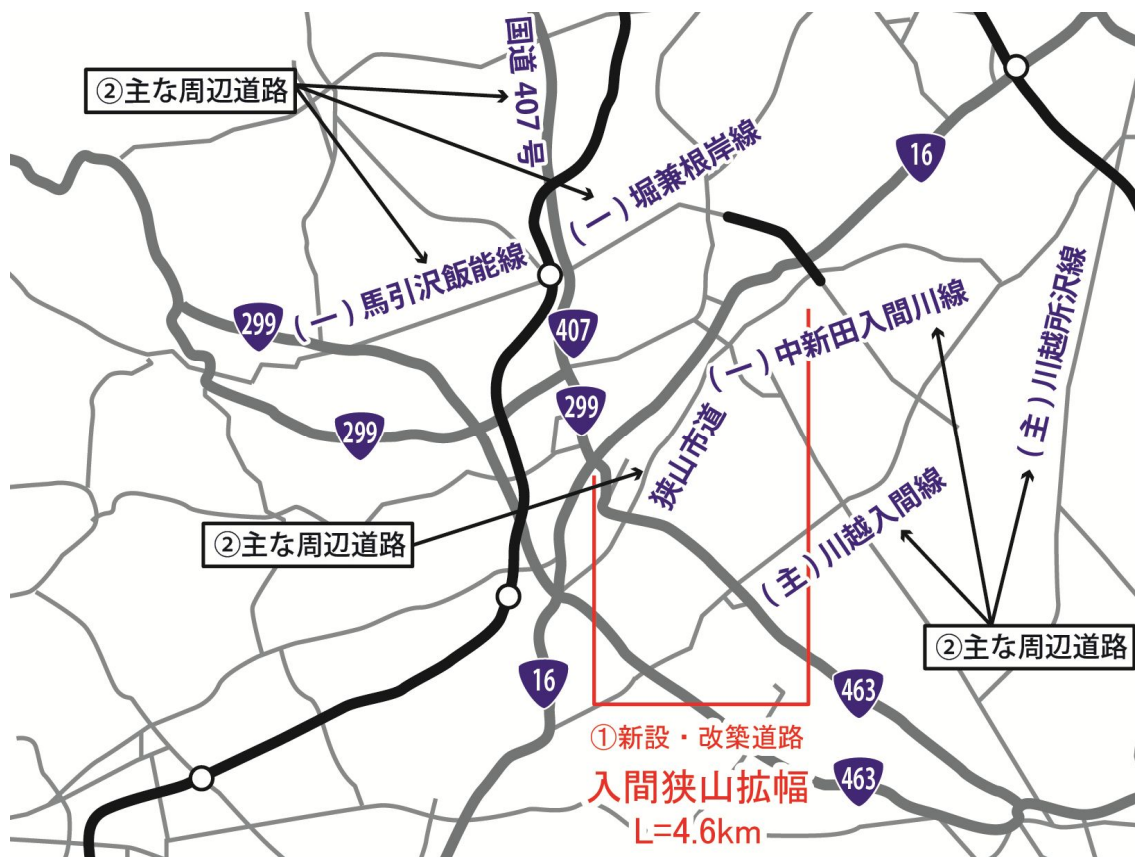 国道 407 号
②主な周辺道路
16
(一)堀兼根岸線
(一)馬引沢飯能線
299
407
(一)中新田入間川線
(主)川越所沢線
299
299
狭山市道
②主な周辺道路
(主)川越入間線
②主な周辺道路
16
463
①新設・改築道路
入間狭山拡幅
463
L=4.6km